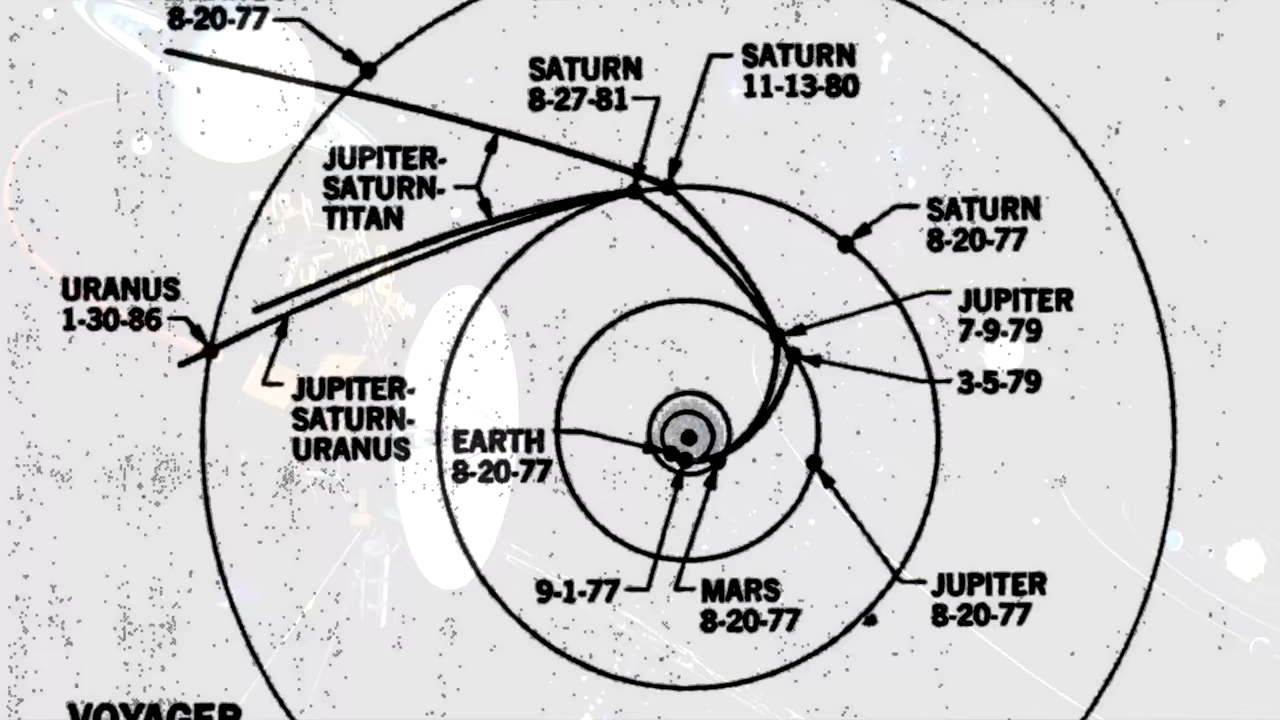 8-20-77
SATURN
8-27-81
SATURN
11-13-80
JUPITER-
SATURN-
TITAN
SATURN
8-20-77
URANUS
1-30-86
JUPITER
7-9-79
3-5-79
JUPITER-
SATURN-
URANUS
EARTH
8-20-77
9-1-77
MARS
8-20-77
JUPITER
8-20-77
VOYAGER